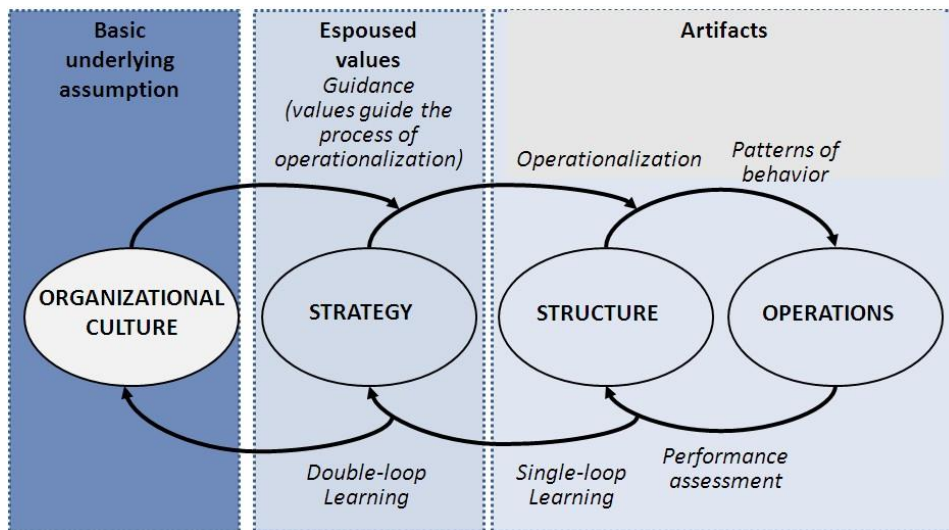 Basic
underlying
assumption
Espoused
values
Guidance
(values guide the
process of
operationalization)
Artifacts
Operationalization
Patterns of
behavior
ORGANIZATIONAL
CULTURE
STRATEGY
STRUCTURE
OPERATIONS
Double-loop
Learning
Single-loop
Learning
Performance
assessment